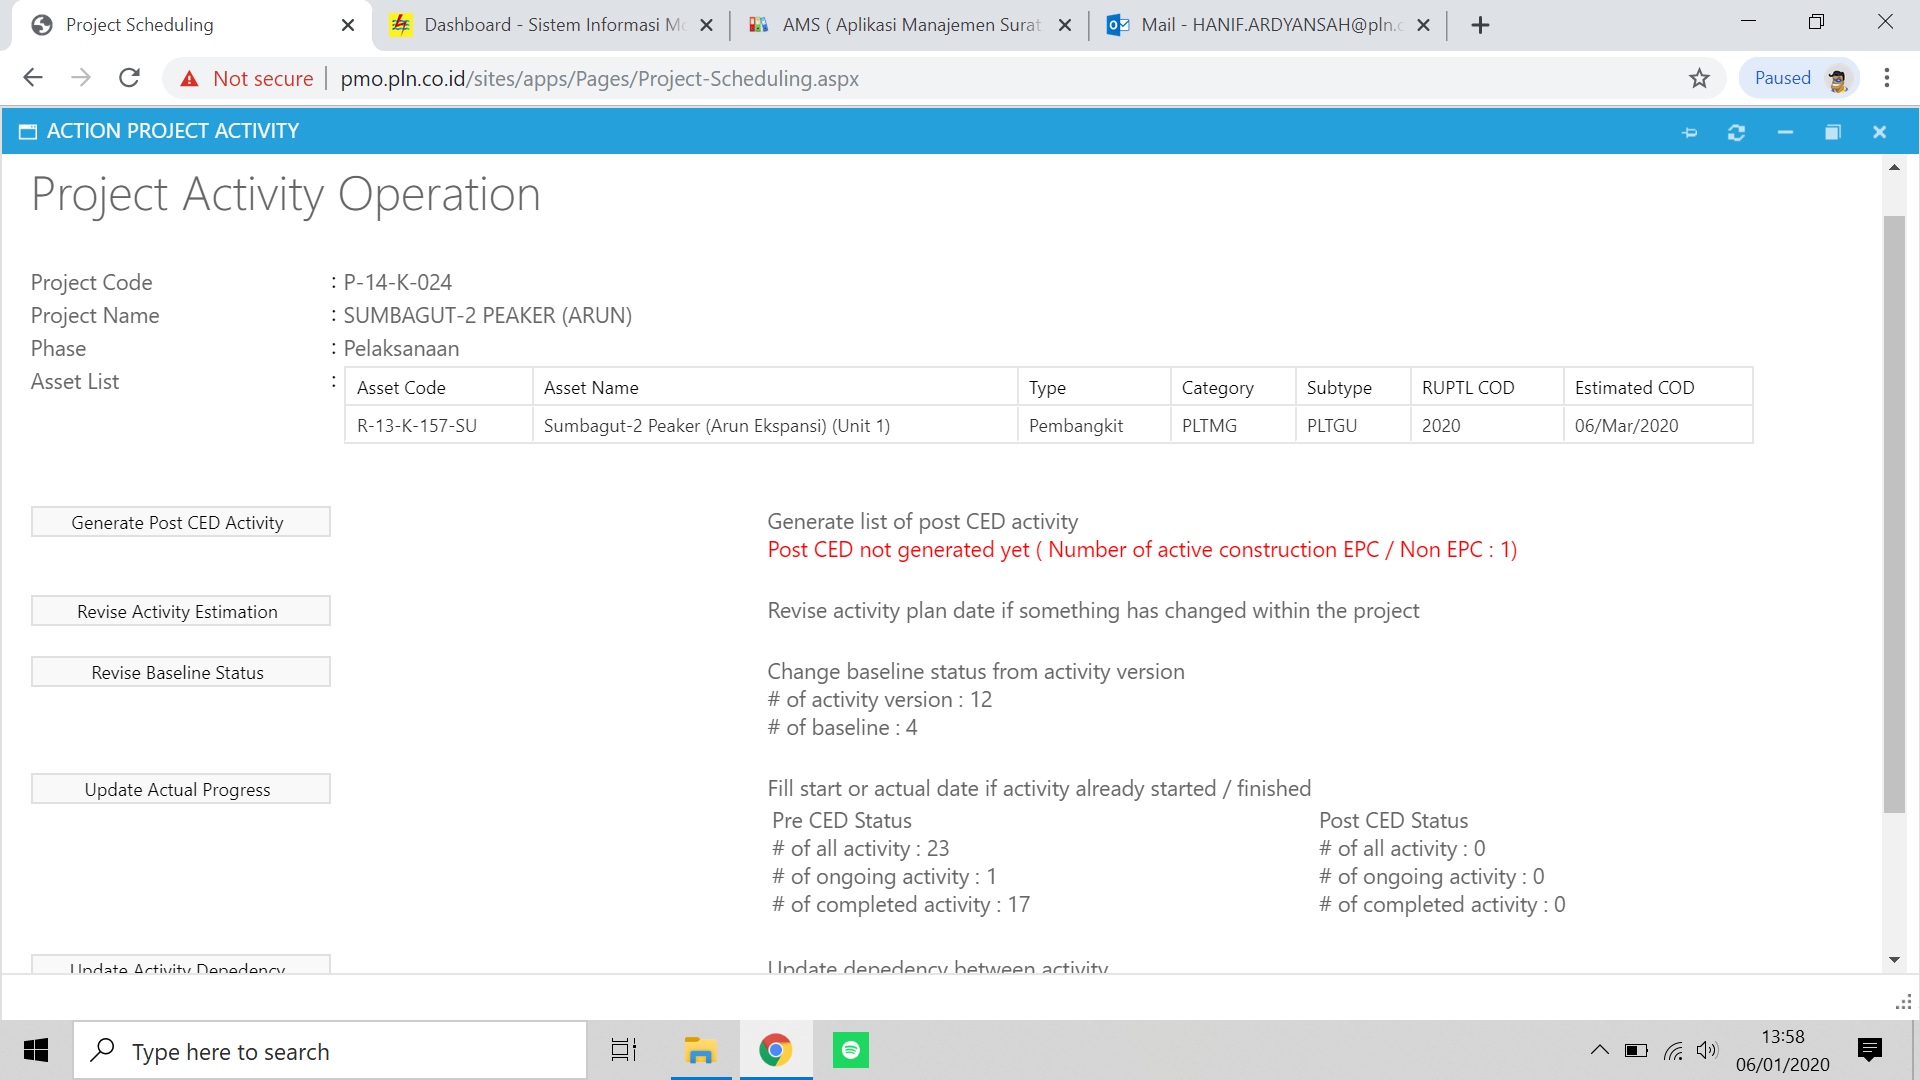 Project Scheduling
Dashboard - Sistem Informasi Mo
AMS ( Aplikasi Manajemen Surat
Mail - HANIF.ARDYANSAH@pln.c
Not secure
pmo.pln.co.id/sites/apps/Pages/Project-Scheduling.aspx
Paused
ACTION PROJECT ACTIVITY
Project Activity Operation
Project Code : P-14-K-024
Project Name : SUMBAGUT-2 PEAKER (ARUN)
Phase : Pelaksanaan
Asset List :
Asset Code Asset Name Type Category Subtype RUPTL COD Estimated COD
R-13-K-157-SU Sumbagut-2 Peaker (Arun Ekspansi) (Unit 1) Pembangkit PLTMG PLTGU 2020 06/Mar/2020
Generate Post CED Activity Generate list of post CED activity
Post CED not generated yet ( Number of active construction EPC / Non EPC : 1)
Revise Activity Estimation Revise activity plan date if something has changed within the project
Revise Baseline Status Change baseline status from activity version
# of activity version : 12
# of baseline : 4
Update Actual Progress Fill start or actual date if activity already started / finished
Pre CED Status Post CED Status
# of all activity : 23 # of all activity : 0
# of ongoing activity : 1 # of ongoing activity : 0
# of completed activity : 17 # of completed activity : 0
Update Activity Depedency Update depedency between activity
Type here to search
13:58
06/01/2020